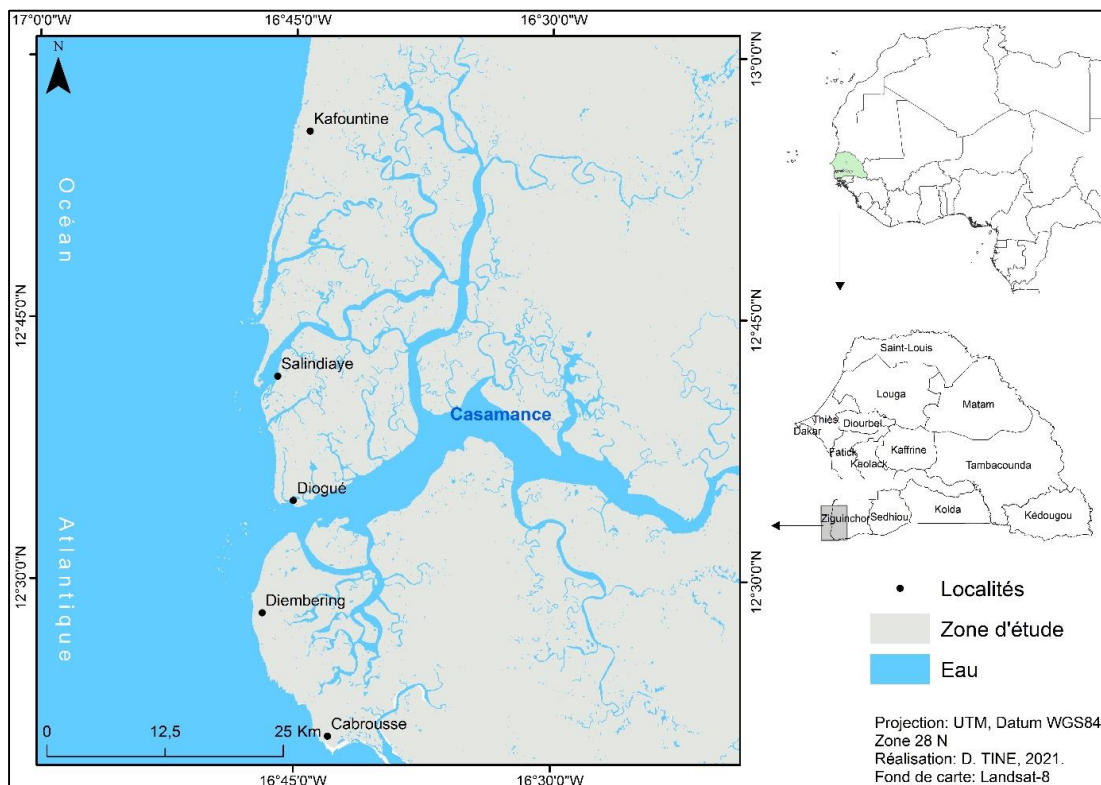 17°0'0"W
16°45'0"W
16°30'0"W
N
13°0'0"N
Kafountine
Océan
12°45'0"N
12°45'0"N
Salindiaye
Casamance
Diogué
Atlantique
12°30'0"N
12°30'0"N
Diembering
Cabrousse
0
12,5
25 Km
16°45'0"W
16°30'0"W
Saint-Louis
Louga
Matam
Thiès
Dakar
Diourbel
Fatick
Kaolack
Kaffrine
Tambacounda
Ziguinchor
Sedhiou
Kolda
Kédougou
Localités
Zone d'étude
Eau
Projection: UTM, Datum WGS84
Zone 28 N
Réalisation: D. TINE, 2021.
Fond de carte: Landsat-8